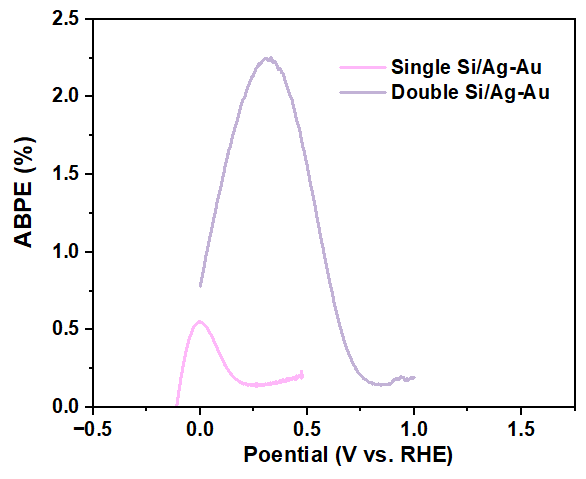 2.5
2.0
1.5
1.0
0.5
0.0
ABPE (%)
Single Si/Ag-Au
Double Si/Ag-Au
−0.5 0.0 0.5 1.0 1.5
Poential (V vs. RHE)